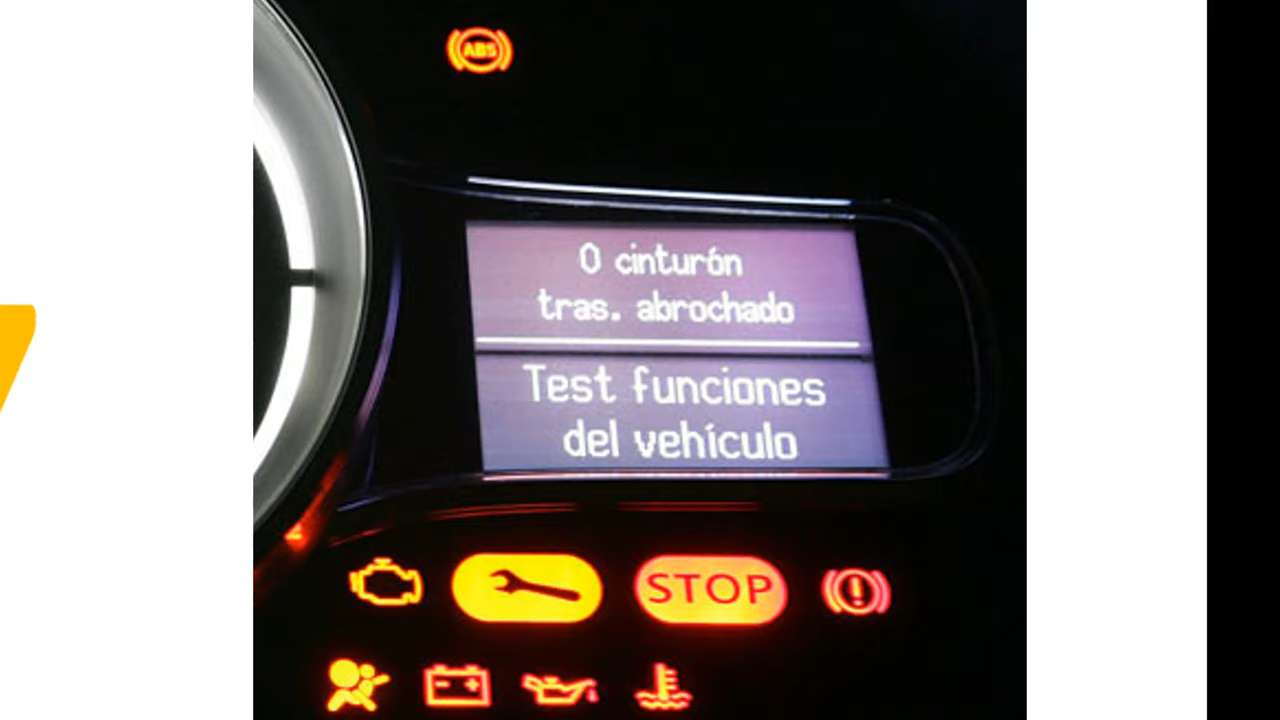 ABS
0 cinturón
tras. abrochado
Test funciones
del vehículo
STOP